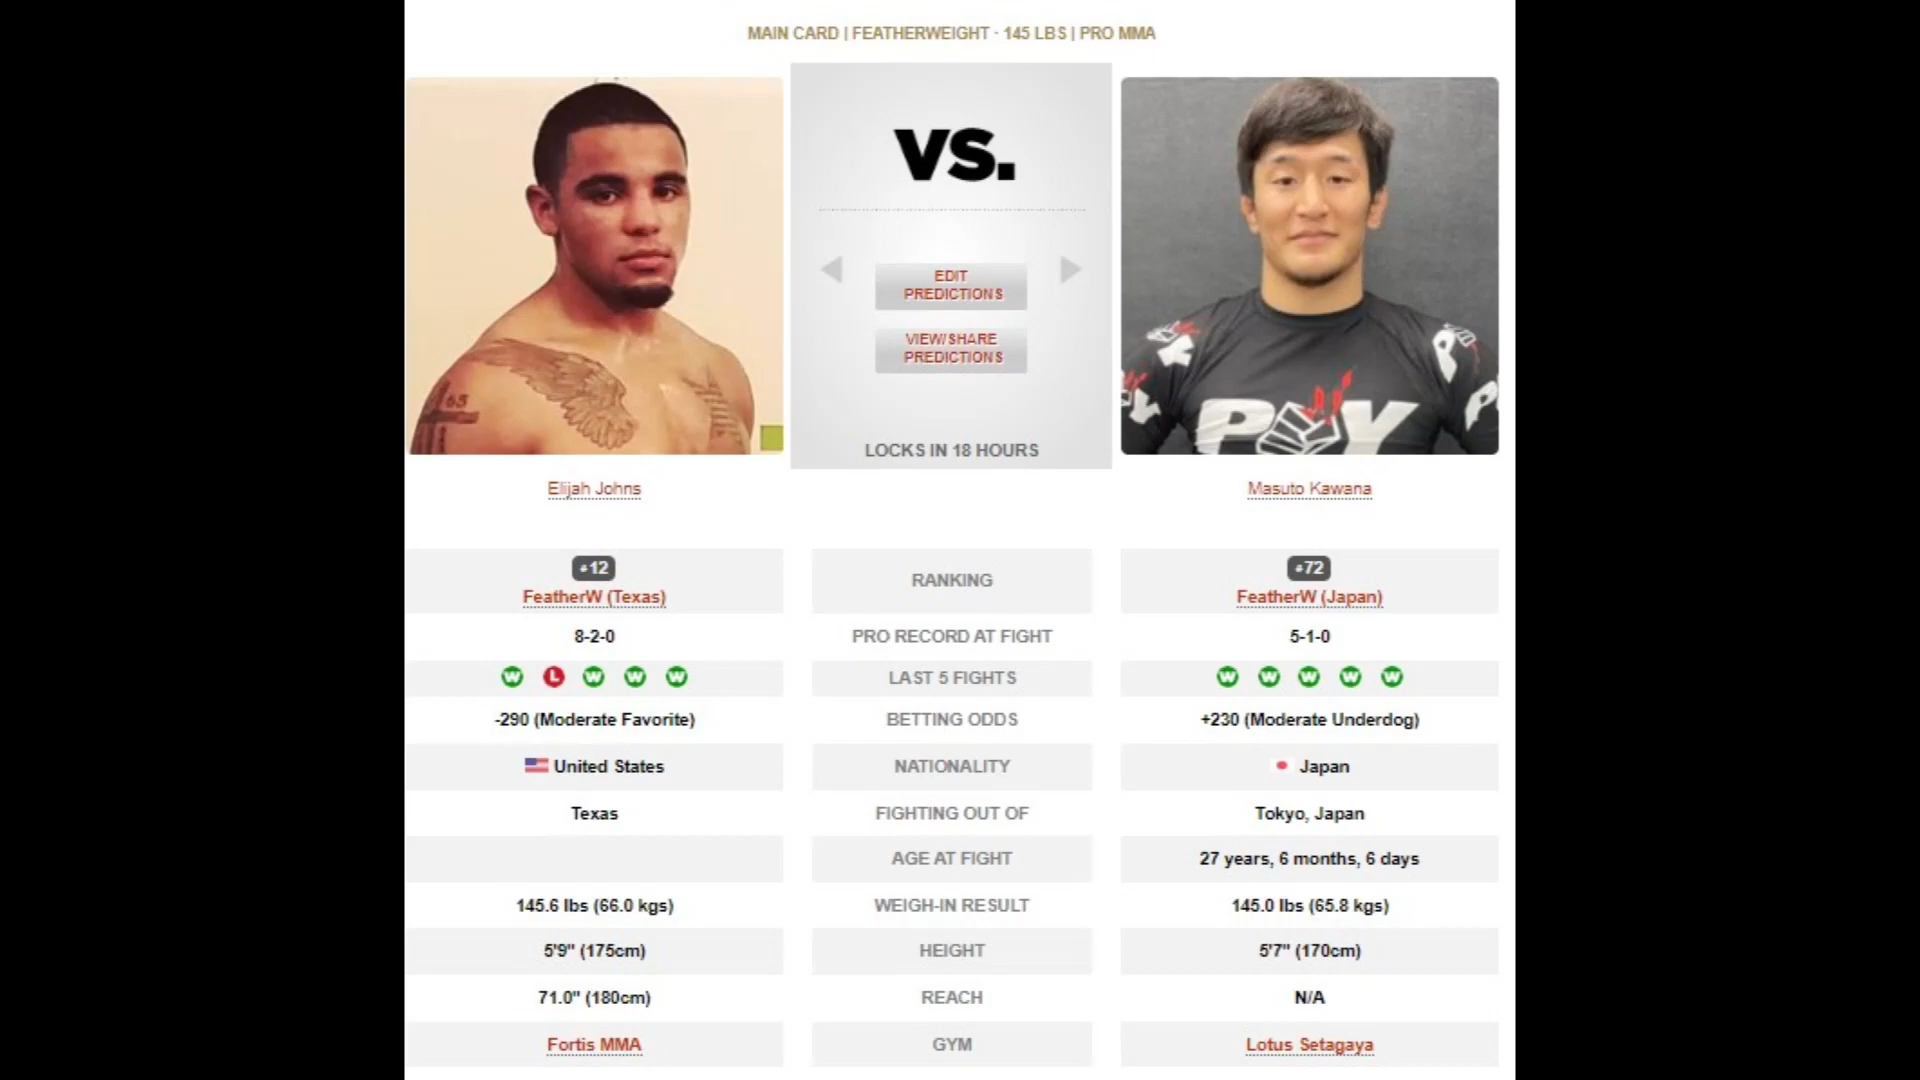 MAIN CARD | FEATHERWEIGHT · 145 LBS | PRO MMA
VS.
EDIT
PREDICTIONS
VIEW/SHARE
PREDICTIONS
LOCKS IN 18 HOURS
65
POY
Elijah Johns
Masuto Kawana
#12
FeatherW (Texas)
RANKING
#72
FeatherW (Japan)
8-2-0 PRO RECORD AT FIGHT 5-1-0
W L W W W LAST 5 FIGHTS W W W W W
-290 (Moderate Favorite) BETTING ODDS +230 (Moderate Underdog)
United States NATIONALITY Japan
Texas FIGHTING OUT OF Tokyo, Japan
AGE AT FIGHT 27 years, 6 months, 6 days
145.6 lbs (66.0 kgs) WEIGH-IN RESULT 145.0 lbs (65.8 kgs)
5'9" (175cm) HEIGHT 5'7" (170cm)
71.0" (180cm) REACH N/A
Fortis MMA GYM Lotus Setagaya